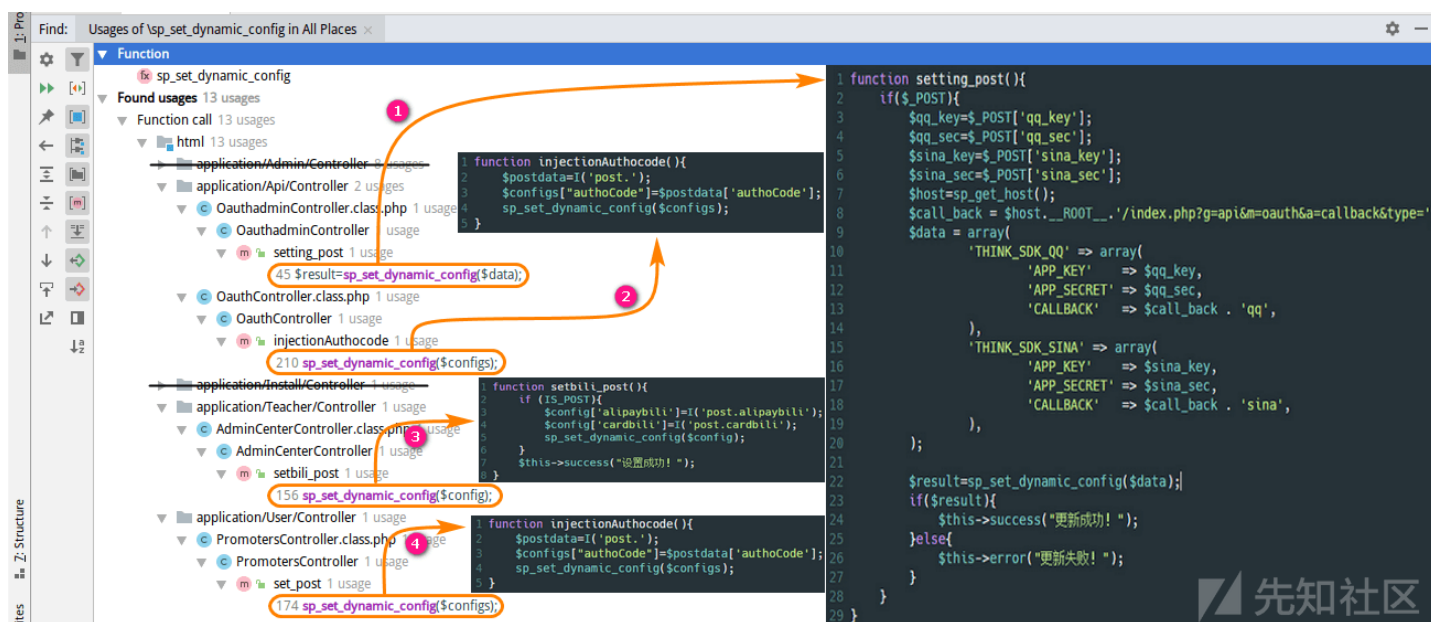 1: Pro
Find: Usages of \sp_set_dynamic_config in All Places ×
Function
fx sp_set_dynamic_config
Found usages 13 usages
Function call 13 usages
html 13 usages
application/Admin/Controller 8 usages
application/Api/Controller 2 usages
C OauthadminController.class.php 1 usage
C OauthadminController 1 usage
m setting_post 1 usage
45 $result=sp_set_dynamic_config($data);
C OauthController.class.php 1 usage
C OauthController 1 usage
m injectionAuthocode 1 usage
210 sp_set_dynamic_config($configs);
application/Install/Controller 1 usage
application/Teacher/Controller 1 usage
C AdminCenterController.class.php 1 usage
C AdminCenterController 1 usage
m setbili_post 1 usage
156 sp_set_dynamic_config($config);
application/User/Controller 1 usage
C PromotersController.class.php 1 usage
C PromotersController 1 usage
m set_post 1 usage
174 sp_set_dynamic_config($configs);
Z: Structure
1
2
3
4
1 function injectionAuthocode(){
2 $postdata=I('post.');
3 $configs["authoCode"]=$postdata['authoCode'];
4 sp_set_dynamic_config($configs);
5 }
1 function setbili_post(){
2 if (IS_POST){
3 $config['alipaybili']=I('post.alipaybili');
4 $config['cardbili']=I('post.cardbili');
5 sp_set_dynamic_config($config);
6 }
7 $this->success("设置成功！");
8 }
1 function injectionAuthocode(){
2 $postdata=I('post.');
3 $configs["authoCode"]=$postdata['authoCode'];
4 sp_set_dynamic_config($configs);
5 }
1 function setting_post(){
2 if($_POST){
3 $qq_key=$_POST['qq_key'];
4 $qq_sec=$_POST['qq_sec'];
5 $sina_key=$_POST['sina_key'];
6 $sina_sec=$_POST['sina_sec'];
7 $host=sp_get_host();
8 $call_back = $host.__ROOT__.'/index.php?g=api&m=oauth&a=callback&type='
9 $data = array(
10 'THINK_SDK_QQ' => array(
11 'APP_KEY' => $qq_key,
12 'APP_SECRET' => $qq_sec,
13 'CALLBACK' => $call_back . 'qq',
14 ),
15 'THINK_SDK_SINA' => array(
16 'APP_KEY' => $sina_key,
17 'APP_SECRET' => $sina_sec,
18 'CALLBACK' => $call_back . 'sina',
19 ),
20 );
21
22 $result=sp_set_dynamic_config($data);
23 if($result){
24 $this->success("更新成功！");
25 }else{
26 $this->error("更新失败！");
27 }
28 }
29 }
先知社区